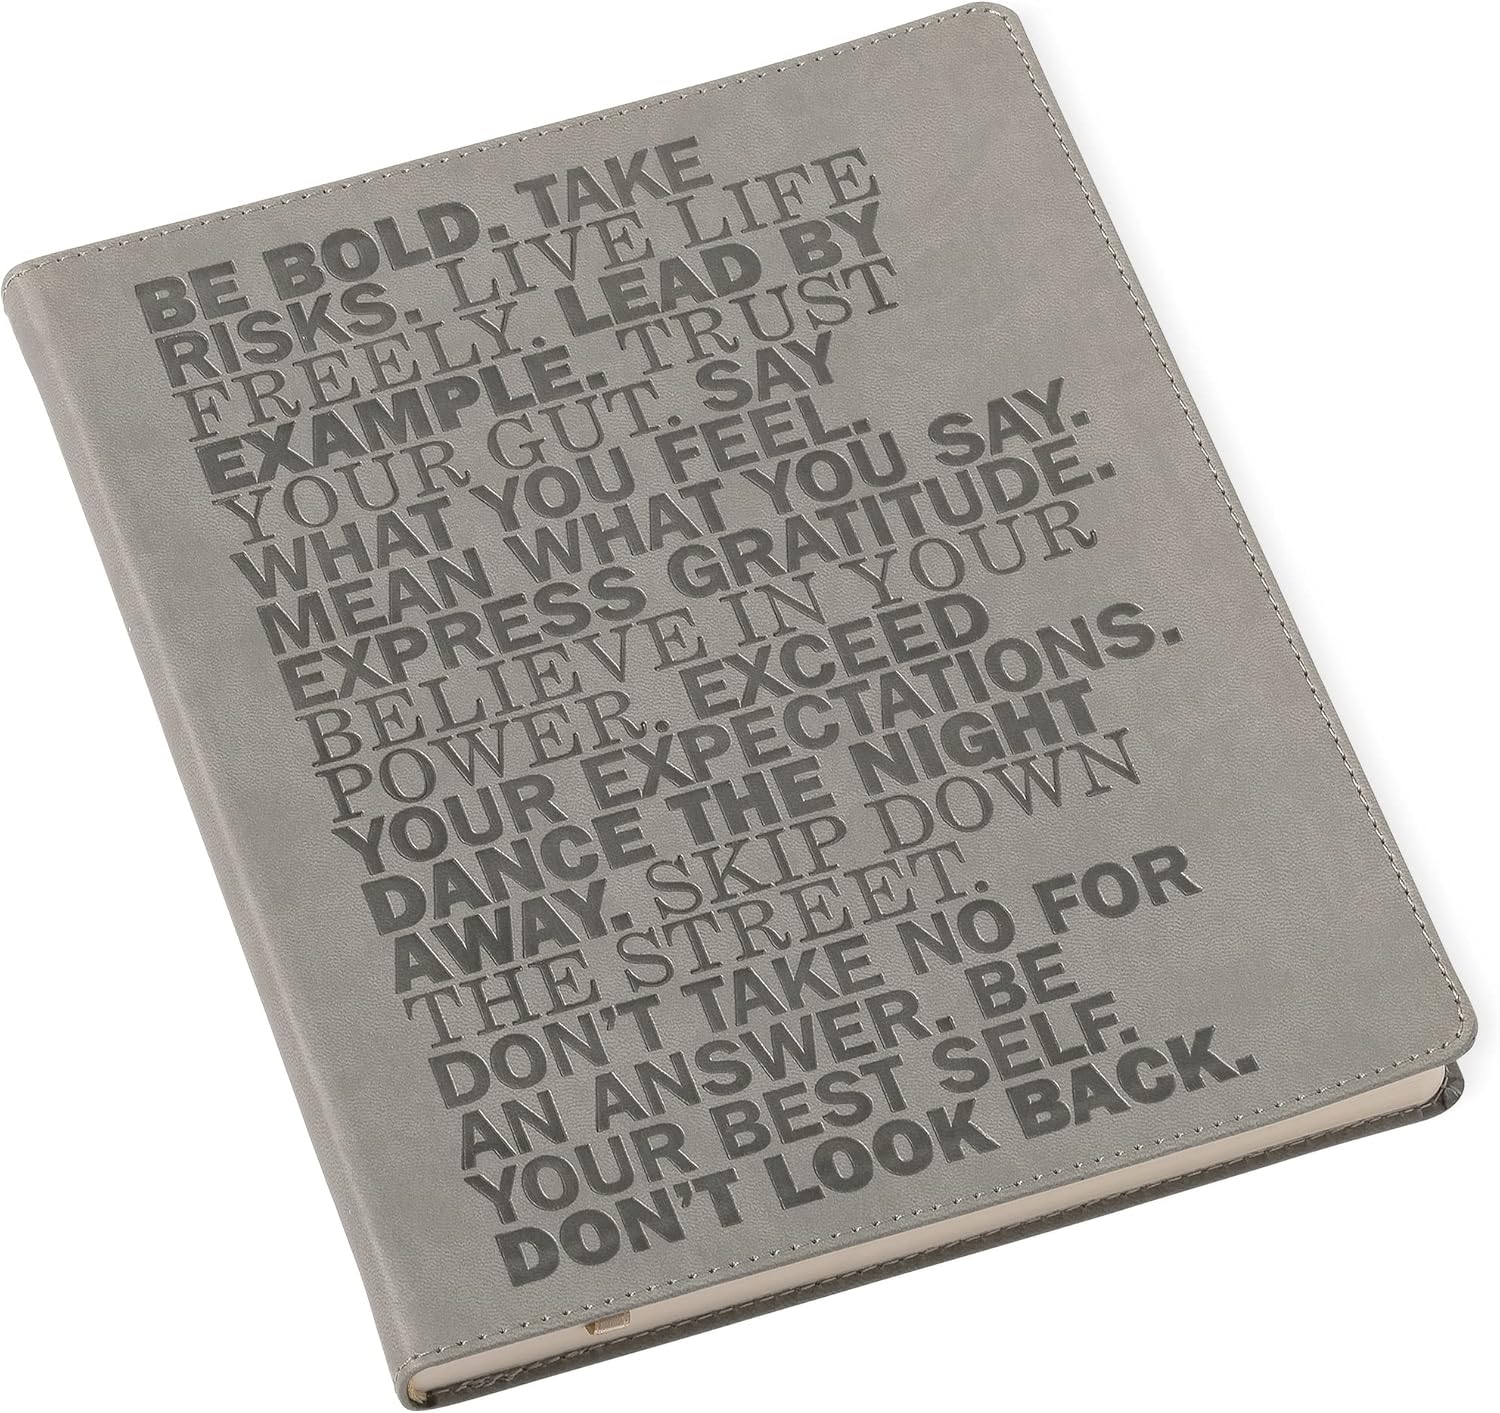 BE BOLD. TAKE
RISKS. LIVE LIFE
FREELY. LEAD BY
EXAMPLE. TRUST
YOUR GUT. SAY
WHAT YOU FEEL.
MEAN WHAT YOU SAY.
EXPRESS GRATITUDE.
BELIEVE IN YOUR
POWER. EXCEED
YOUR EXPECTATIONS.
DANCE THE NIGHT
AWAY. SKIP DOWN
THE STREET.
DON'T TAKE NO FOR
AN ANSWER. BE
YOUR BEST SELF.
DON'T LOOK BACK.